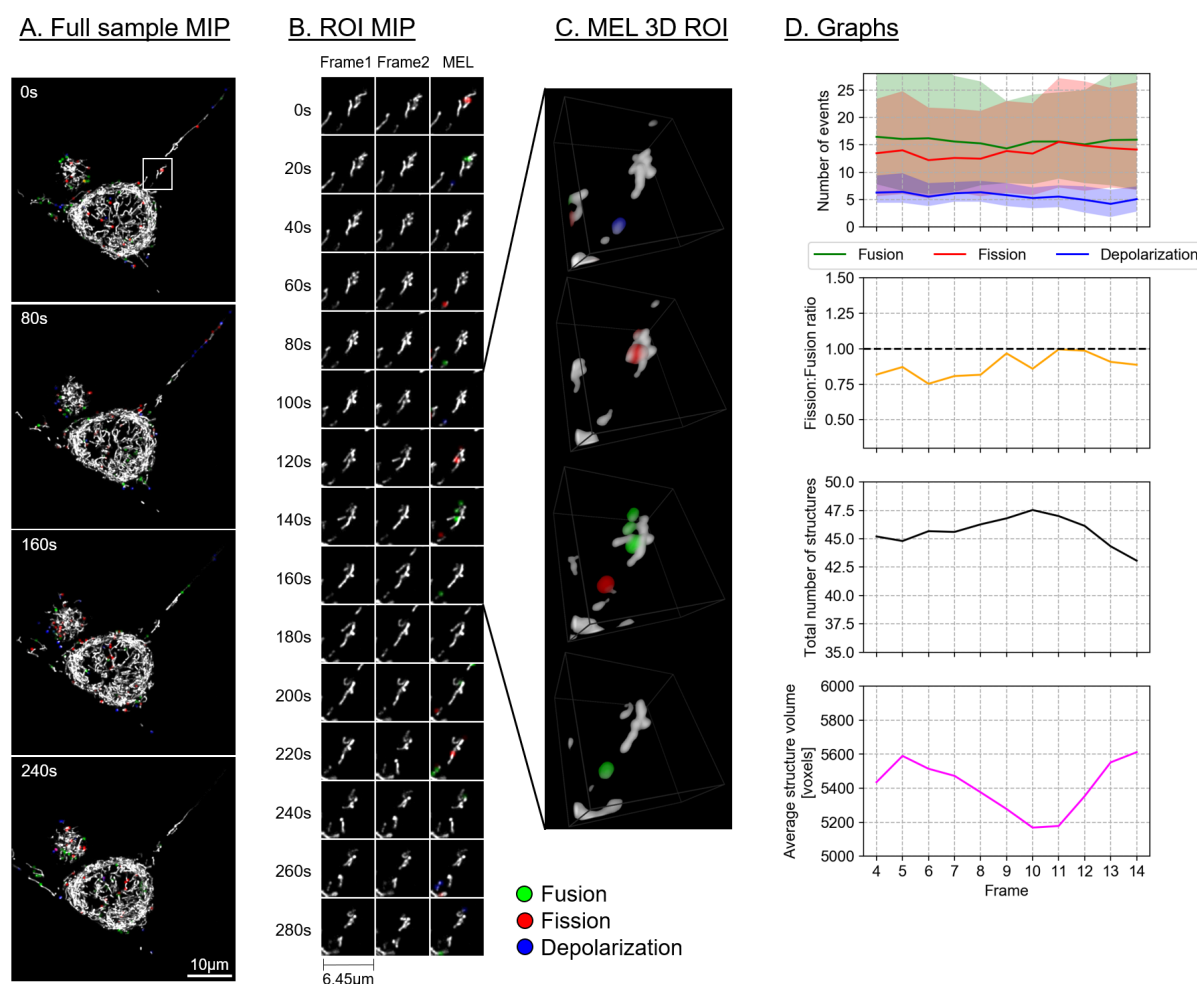 A. Full sample MIP
B. ROI MIP
C. MEL 3D ROI
D. Graphs
0s
80s
160s
240s
10μm
Frame1 Frame2 MEL
0s
20s
40s
60s
80s
100s
120s
140s
160s
180s
200s
220s
240s
260s
280s
6.45μm
Fusion
Fission
Depolarization
Number of events
25
20
15
10
5
0
Fusion Fission Depolarization
Fission:Fusion ratio
1.50
1.25
1.00
0.75
0.50
Total number of structures
50.0
47.5
45.0
42.5
40.0
37.5
35.0
Average structure volume
[voxels]
6000
5800
5600
5400
5200
5000
4 5 6 7 8 9 10 11 12 13 14
Frame